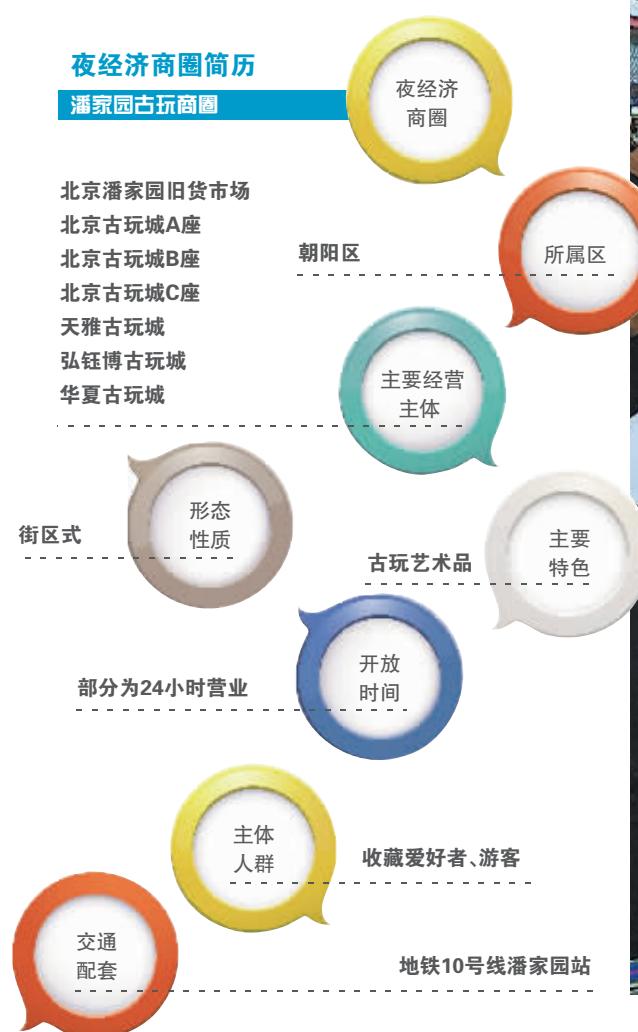 夜经济商圈简历
潘家园古玩商圈
夜经济
商圈
朝阳区
所属区
北京潘家园旧货市场
北京古玩城A座
北京古玩城B座
北京古玩城C座
天雅古玩城
弘钰博古玩城
华夏古玩城
主要经营
主体
街区式
形态
性质
古玩艺术品
主要
特色
部分为24小时营业
开放
时间
主体
人群
收藏爱好者、游客
交通
配套
地铁10号线潘家园站